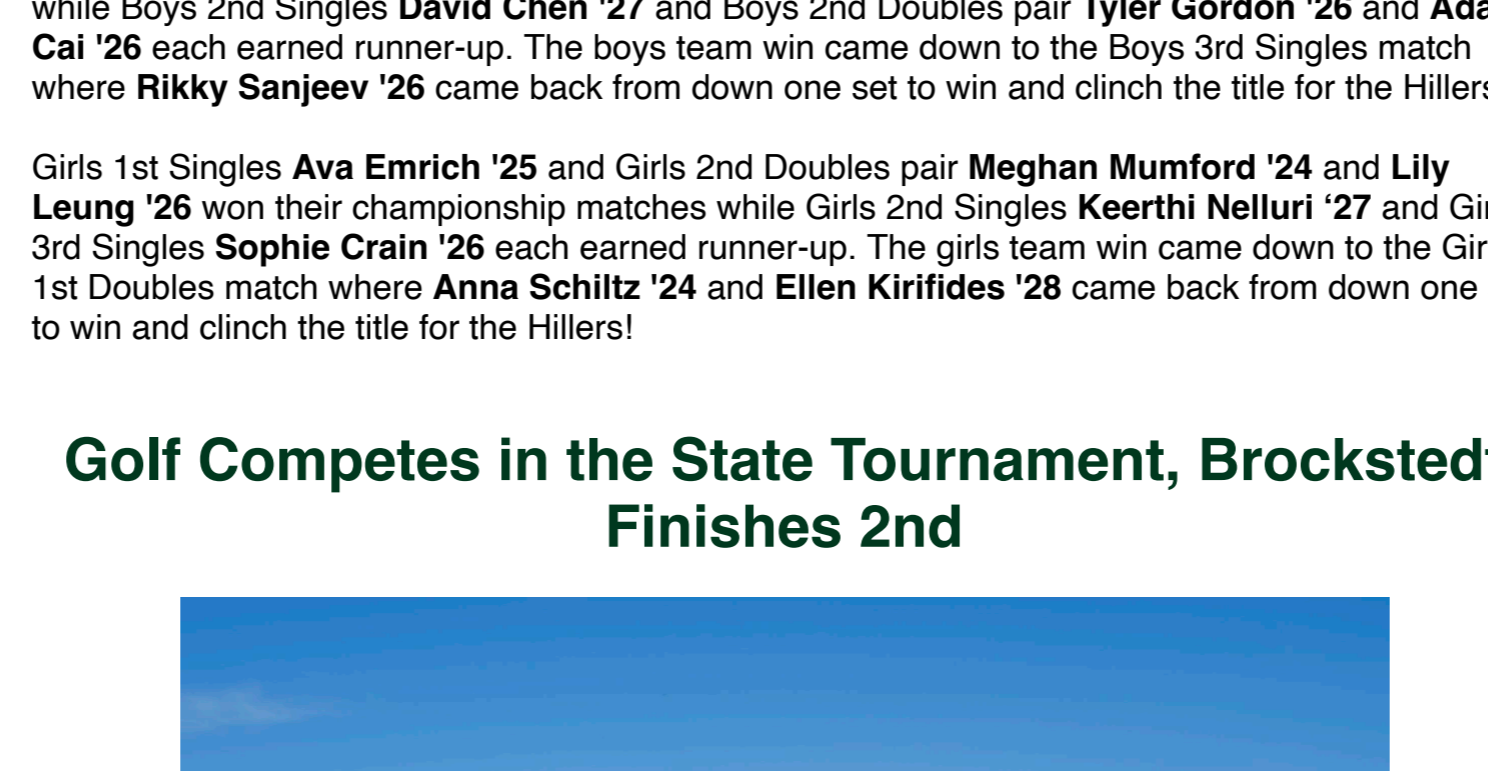 while Boys 2nd Singles David Chen '27 and Boys 2nd Doubles pair Tyler Gordon '26 and
Cai '26 each earned runner-up. The boys team win came down to the Boys 3rd Singles match
where Rikky Sanjeev '26 came back from down one set to win and clinch the title for the Hillers
Girls 1st Singles Ava Emrich '25 and Girls 2nd Doubles pair Meghan Mumford '24 and Lily
Leung '26 won their championship matches while Girls 2nd Singles Keerthi Nelluri ‘27 and
3rd Singles Sophie Crain '26 each earned runner-up. The girls team win came down to the
1st Doubles match where Anna Schiltz '24 and Ellen Kirifides '28 came back from down one
to win and clinch the title for the Hillers!
Golf Competes in the State Tournament, Brockstedt
Finishes 2nd